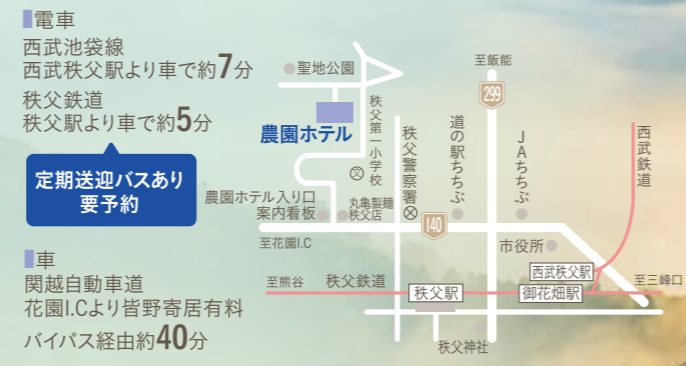 電車
西武池袋線
西武秩父駅より車で約7分
秩父鉄道
秩父駅より車で約5分
定期送迎バスあり
要予約
車
関越自動車道
花園I.Cより皆野寄居有料
バイパス経由約40分
至飯能
299
聖地公園
農園ホテル
秩父第一小学校
文
秩父警察署
道の駅ちちぶ
JAちちぶ
西武鉄道
農園ホテル入り口
案内看板
丸亀製麺
秩父店
140
至花園I.C
市役所
西武秩父駅
至熊谷
秩父鉄道
秩父駅
御花畑駅
至三峰口
秩父神社